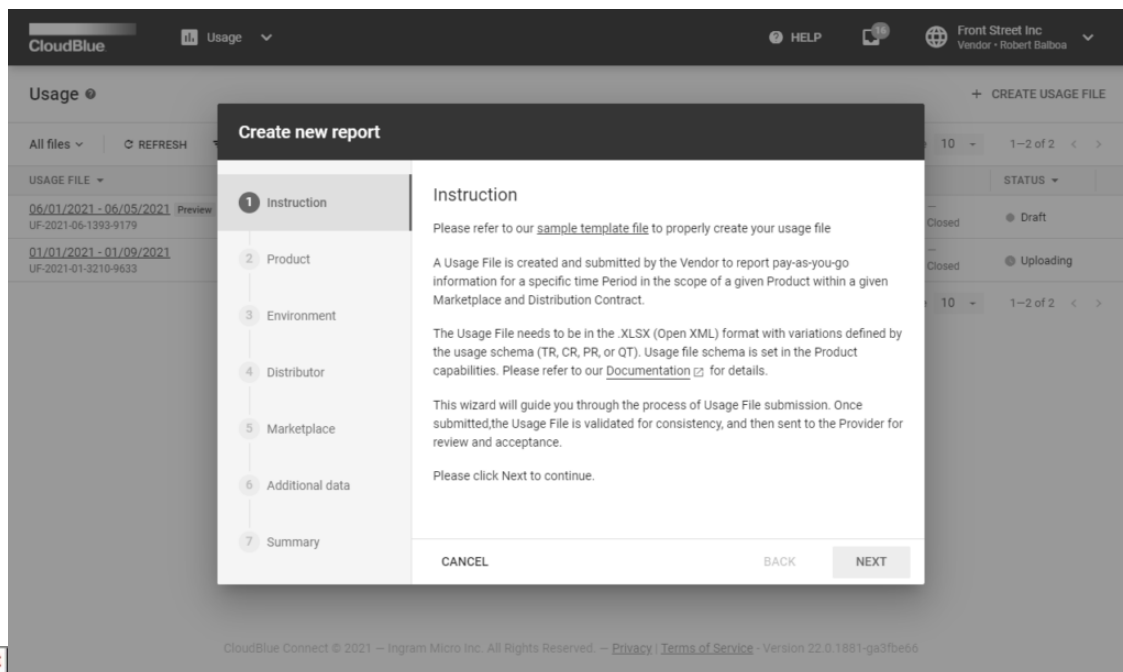 CloudBlue
Usage
HELP
16
Front Street Inc
Vendor • Robert Balboa
Usage
+ CREATE USAGE FILE
All files
REFRESH
10
1–2 of 2 < >
USAGE FILE
STATUS
06/01/2021 - 06/05/2021 Preview
UF-2021-06-1393-9179
—
Closed
Draft
01/01/2021 - 01/09/2021
UF-2021-01-3210-9633
—
Closed
Uploading
10
1–2 of 2 < >
Create new report
1 Instruction
2 Product
3 Environment
4 Distributor
5 Marketplace
6 Additional data
7 Summary
Instruction
Please refer to our sample template file to properly create your usage file
A Usage File is created and submitted by the Vendor to report pay-as-you-go
information for a specific time Period in the scope of a given Product within a given
Marketplace and Distribution Contract.
The Usage File needs to be in the .XLSX (Open XML) format with variations defined by
the usage schema (TR, CR, PR, or QT). Usage file schema is set in the Product
capabilities. Please refer to our Documentation for details.
This wizard will guide you through the process of Usage File submission. Once
submitted,the Usage File is validated for consistency, and then sent to the Provider for
review and acceptance.
Please click Next to continue.
CANCEL
BACK
NEXT
CloudBlue Connect © 2021 — Ingram Micro Inc. All Rights Reserved. — Privacy | Terms of Service - Version 22.0.1881-ga3fbe66